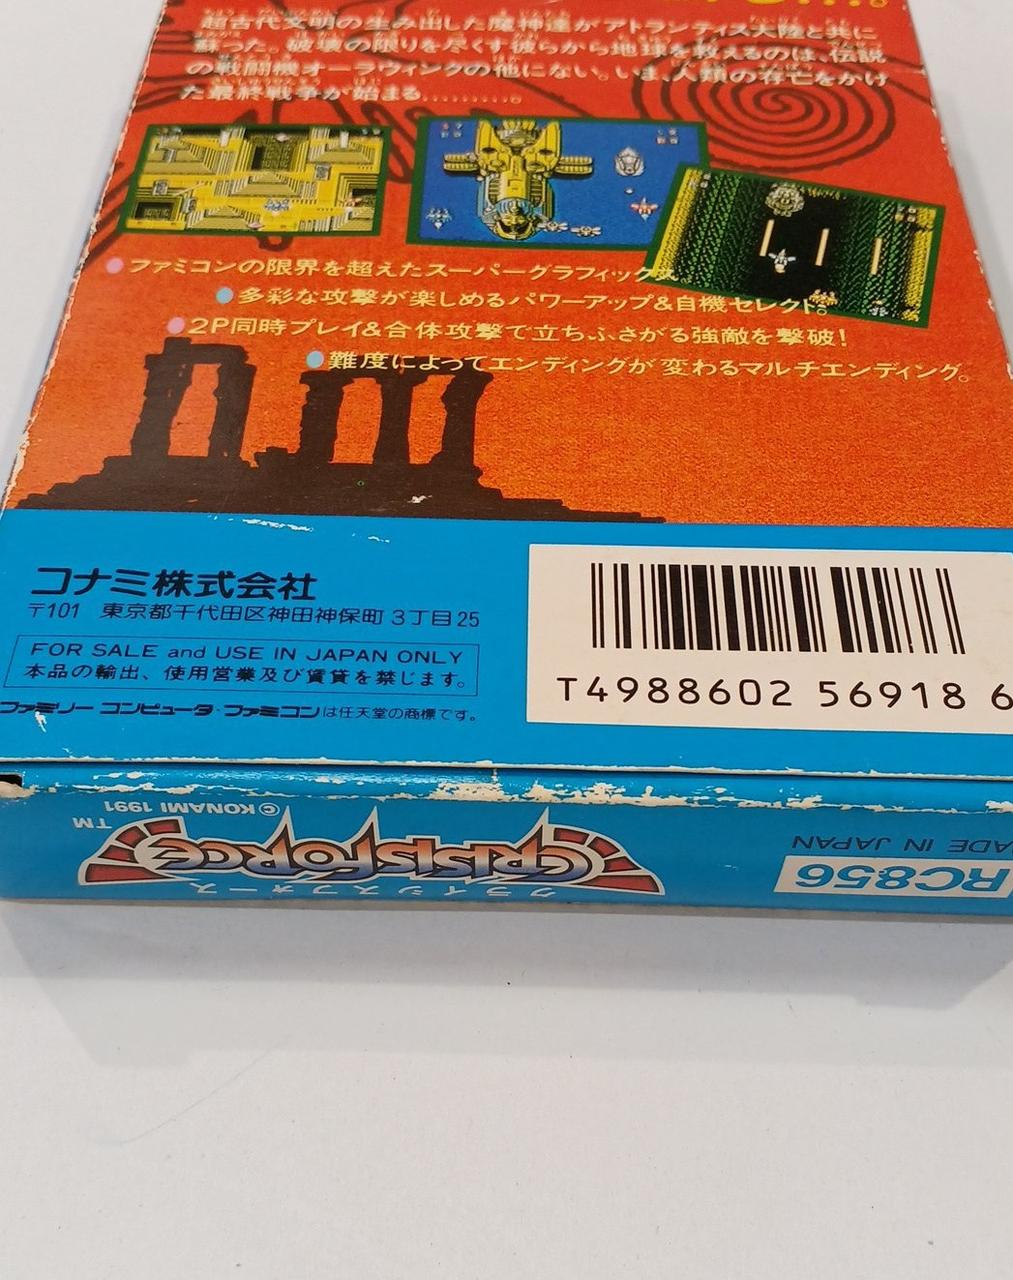 超古代文明の生み出した魔神達がアトランティス大陸と共に
蘇った。破壊の限りを尽くす彼らから地球を救えるのは、伝説
の戦闘機オーラウィングの他にない。いま、人類の存亡をかけ
た最終戦争が始まる………。
●ファミコンの限界を超えたスーパーグラフィックス
●多彩な攻撃が楽しめるパワーアップ&自機セレクト。
●2P同時プレイ&合体攻撃で立ちふさがる強敵を撃破!
●難度によってエンディングが変わるマルチエンディング。
コナミ株式会社
〒101 東京都千代田区神田神保町3丁目25
FOR SALE and USE IN JAPAN ONLY
本品の輸出、使用営業及び賃貸を禁じます。
ファミリーコンピュータ・ファミコンは任天堂の商標です。
T4988602 56918 6
© KONAMI 1991
TM
CRISIS FORCE
クライシスフォース
ADE IN JAPAN
RC856